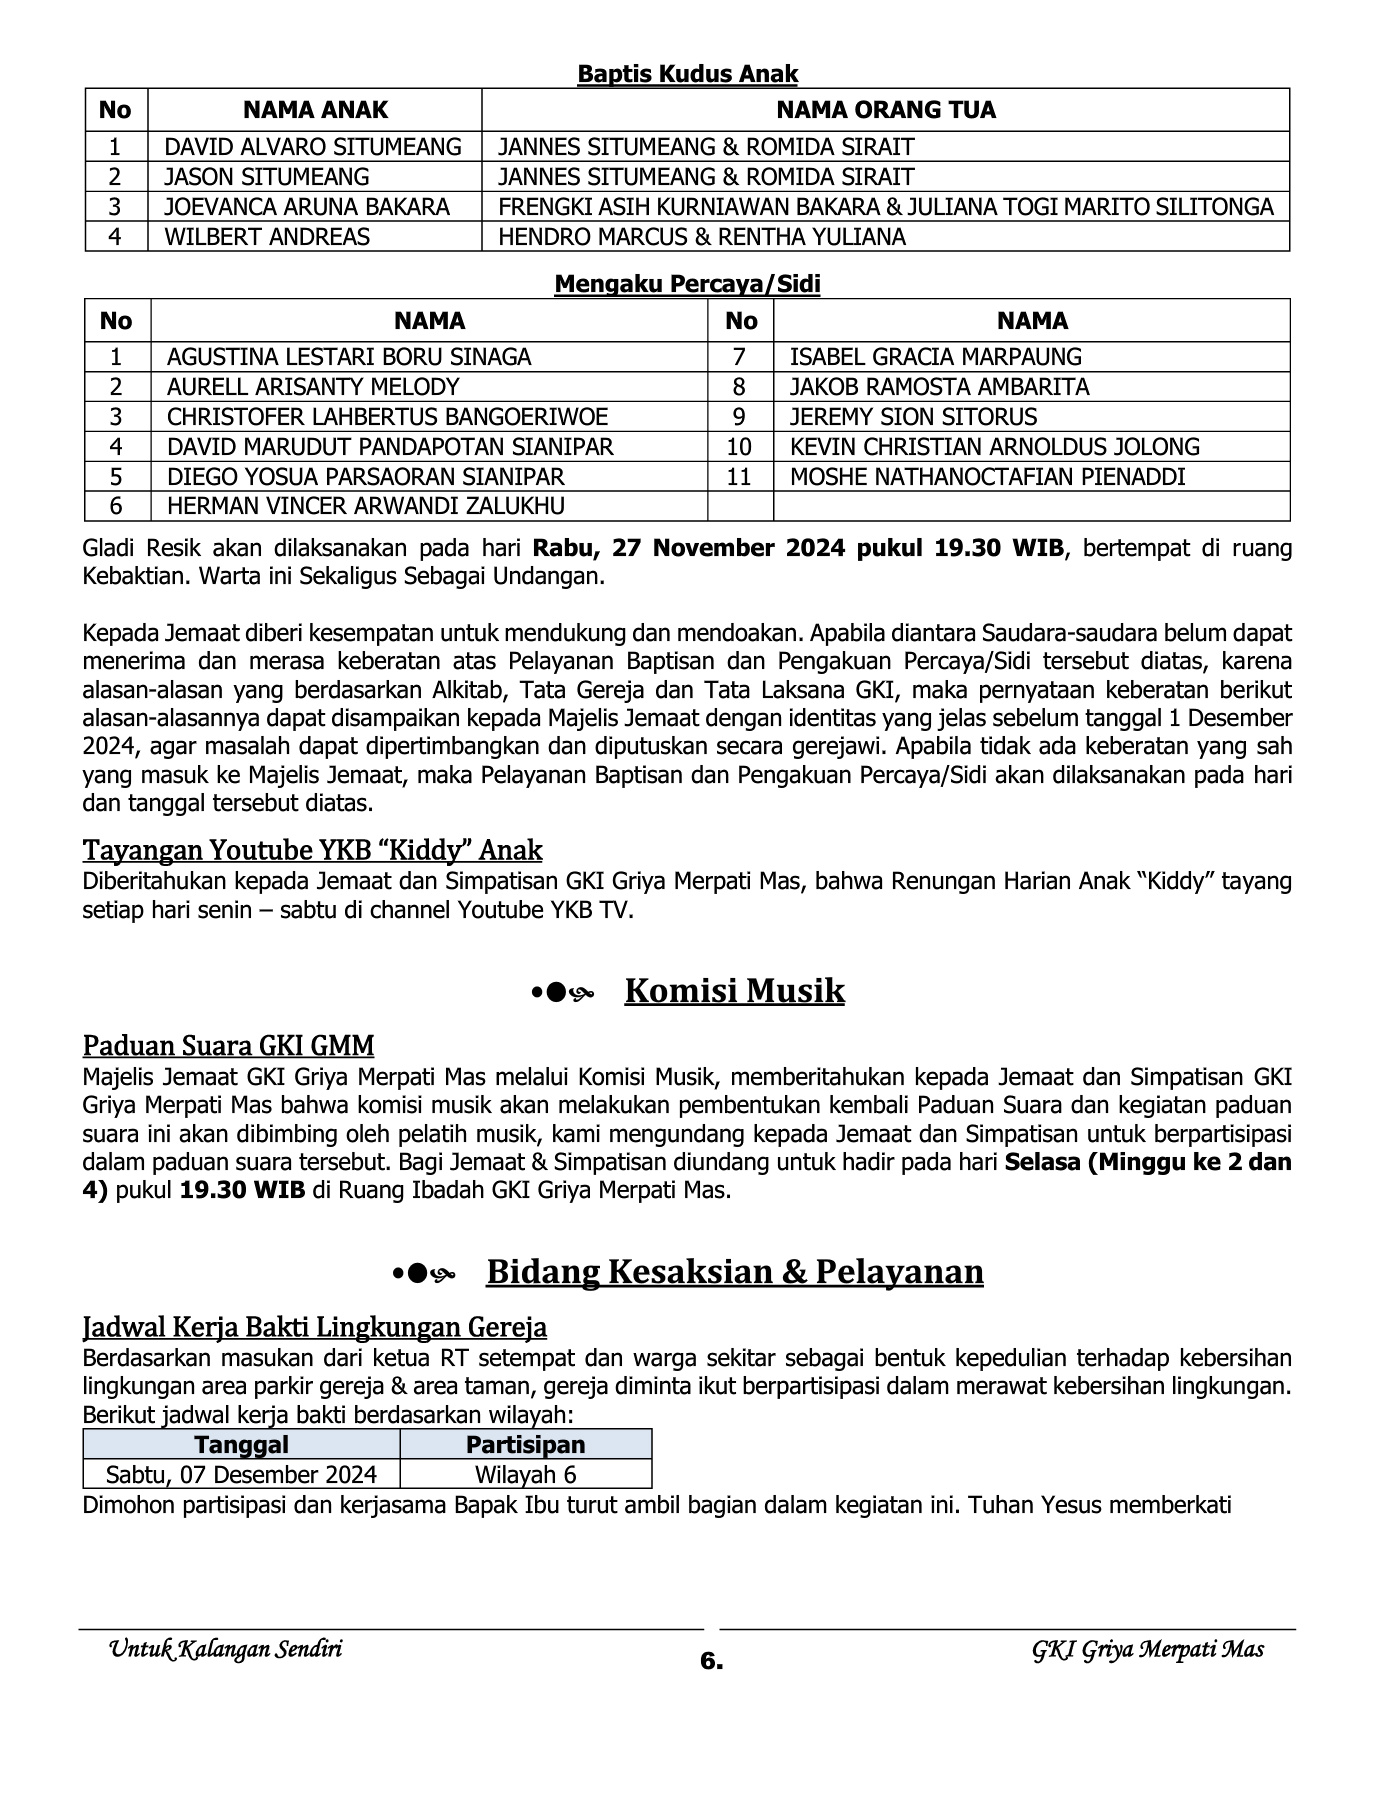 Baptis Kudus Anak
No NAMA ANAK NAMA ORANG TUA
1 DAVID ALVARO SITUMEANG JANNES SITUMEANG & ROMIDA SIRAIT
2 JASON SITUMEANG JANNES SITUMEANG & ROMIDA SIRAIT
3 JOEVANCA ARUNA BAKARA FRENGKI ASIH KURNIAWAN BAKARA & JULIANA TOGI MARITO SILITONGA
4 WILBERT ANDREAS HENDRO MARCUS & RENTHA YULIANA
Mengaku Percaya/Sidi
No NAMA No NAMA
1 AGUSTINA LESTARI BORU SINAGA 7 ISABEL GRACIA MARPAUNG
2 AURELL ARISANTY MELODY 8 JAKOB RAMOSTA AMBARITA
3 CHRISTOFER LAHBERTUS BANGOERIWOE 9 JEREMY SION SITORUS
4 DAVID MARUDUT PANDAPOTAN SIANIPAR 10 KEVIN CHRISTIAN ARNOLDUS JOLONG
5 DIEGO YOSUA PARSAORAN SIANIPAR 11 MOSHE NATHANOCTAFIAN PIENADDI
6 HERMAN VINCER ARWANDI ZALUKHU
Gladi Resik akan dilaksanakan pada hari Rabu, 27 November 2024 pukul 19.30 WIB, bertempat di ruang
Kebaktian. Warta ini Sekaligus Sebagai Undangan.
Kepada Jemaat diberi kesempatan untuk mendukung dan mendoakan. Apabila diantara Saudara-saudara belum dapat
menerima dan merasa keberatan atas Pelayanan Baptisan dan Pengakuan Percaya/Sidi tersebut diatas, karena
alasan-alasan yang berdasarkan Alkitab, Tata Gereja dan Tata Laksana GKI, maka pernyataan keberatan berikut
alasan-alasannya dapat disampaikan kepada Majelis Jemaat dengan identitas yang jelas sebelum tanggal 1 Desember
2024, agar masalah dapat dipertimbangkan dan diputuskan secara gerejawi. Apabila tidak ada keberatan yang sah
yang masuk ke Majelis Jemaat, maka Pelayanan Baptisan dan Pengakuan Percaya/Sidi akan dilaksanakan pada hari
dan tanggal tersebut diatas.
Tayangan Youtube YKB “Kiddy” Anak
Diberitahukan kepada Jemaat dan Simpatisan GKI Griya Merpati Mas, bahwa Renungan Harian Anak “Kiddy” tayang
setiap hari senin – sabtu di channel Youtube YKB TV.
Komisi Musik
Paduan Suara GKI GMM
Majelis Jemaat GKI Griya Merpati Mas melalui Komisi Musik, memberitahukan kepada Jemaat dan Simpatisan GKI
Griya Merpati Mas bahwa komisi musik akan melakukan pembentukan kembali Paduan Suara dan kegiatan paduan
suara ini akan dibimbing oleh pelatih musik, kami mengundang kepada Jemaat dan Simpatisan untuk berpartisipasi
dalam paduan suara tersebut. Bagi Jemaat & Simpatisan diundang untuk hadir pada hari Selasa (Minggu ke 2 dan
4) pukul 19.30 WIB di Ruang Ibadah GKI Griya Merpati Mas.
Bidang Kesaksian & Pelayanan
Jadwal Kerja Bakti Lingkungan Gereja
Berdasarkan masukan dari ketua RT setempat dan warga sekitar sebagai bentuk kepedulian terhadap kebersihan
lingkungan area parkir gereja & area taman, gereja diminta ikut berpartisipasi dalam merawat kebersihan lingkungan.
Berikut jadwal kerja bakti berdasarkan wilayah:
Tanggal Partisipan
Sabtu, 07 Desember 2024 Wilayah 6
Dimohon partisipasi dan kerjasama Bapak Ibu turut ambil bagian dalam kegiatan ini. Tuhan Yesus memberkati
Untuk Kalangan Sendiri 6. GKI Griya Merpati Mas